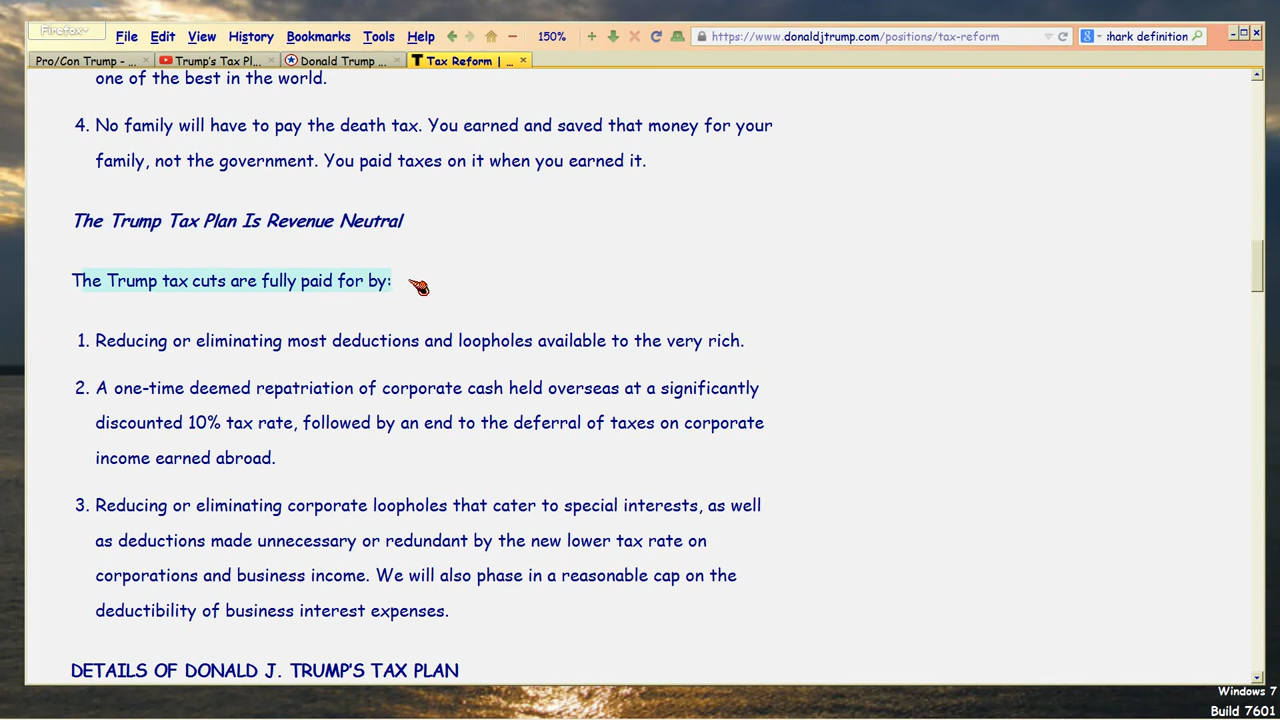 Firefox
File Edit View History Bookmarks Tools Help 150% https://www.donaldjtrump.com/positions/tax-reform shark definition
Pro/Con Trump - ... Trump's Tax Pl... Donald Trump ... Tax Reform | ...
one of the best in the world.
4. No family will have to pay the death tax. You earned and saved that money for your
family, not the government. You paid taxes on it when you earned it.
The Trump Tax Plan Is Revenue Neutral
The Trump tax cuts are fully paid for by:
1. Reducing or eliminating most deductions and loopholes available to the very rich.
2. A one-time deemed repatriation of corporate cash held overseas at a significantly
discounted 10% tax rate, followed by an end to the deferral of taxes on corporate
income earned abroad.
3. Reducing or eliminating corporate loopholes that cater to special interests, as well
as deductions made unnecessary or redundant by the new lower tax rate on
corporations and business income. We will also phase in a reasonable cap on the
deductibility of business interest expenses.
DETAILS OF DONALD J. TRUMP'S TAX PLAN
Windows 7
Build 7601